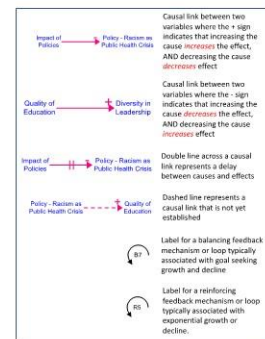 Impact of
Policies
+
Policy - Racism as
Public Health Crisis
Causal link between two
variables where the + sign
indicates that increasing the
cause increases the effect,
AND decreasing the cause
decreases effect
Quality of
Education
+
Diversity in
Leadership
Causal link between two
variables where the - sign
indicates that increasing the
cause decreases the effect,
AND decreasing the cause
increases effect
Impact of
Policies
+
Policy - Racism as
Public Health Crisis
Double line across a causal
link represents a delay
between causes and effects
Policy - Racism as
Public Health Crisis
+
Quality of
Education
Dashed line represents a
causal link that is not yet
established
B7
Label for a balancing feedback
mechanism or loop typically
associated with goal seeking
growth and decline
R5
Label for a reinforcing
feedback mechanism or loop
typically associated with
exponential growth or
decline.